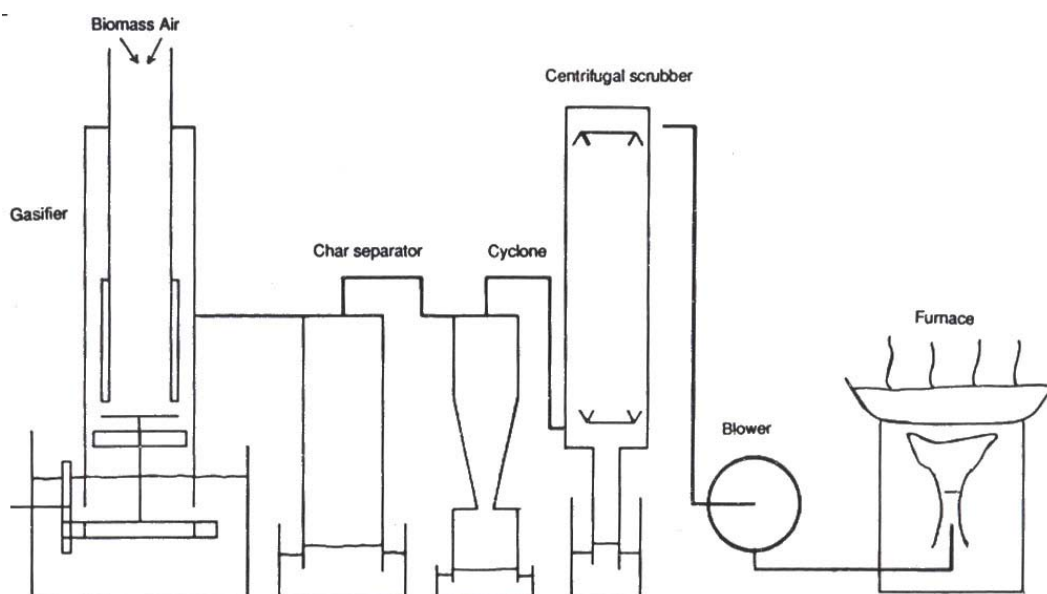 Biomass Air
Centrifugal scrubber
Gasifier
Char separator
Cyclone
Furnace
Blower